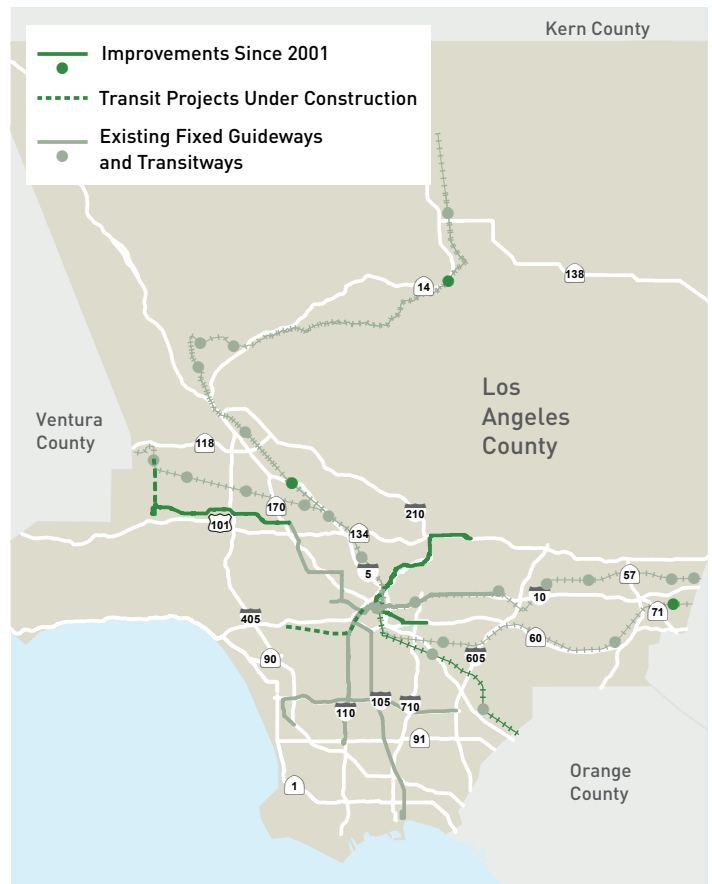 Kern County
Improvements Since 2001
Transit Projects Under Construction
Existing Fixed Guideways
and Transitways
14
138
Los
Angeles
County
Ventura
County
118
170
101
210
134
5
57
10
71
405
60
90
605
110
105
710
91
1
Orange
County